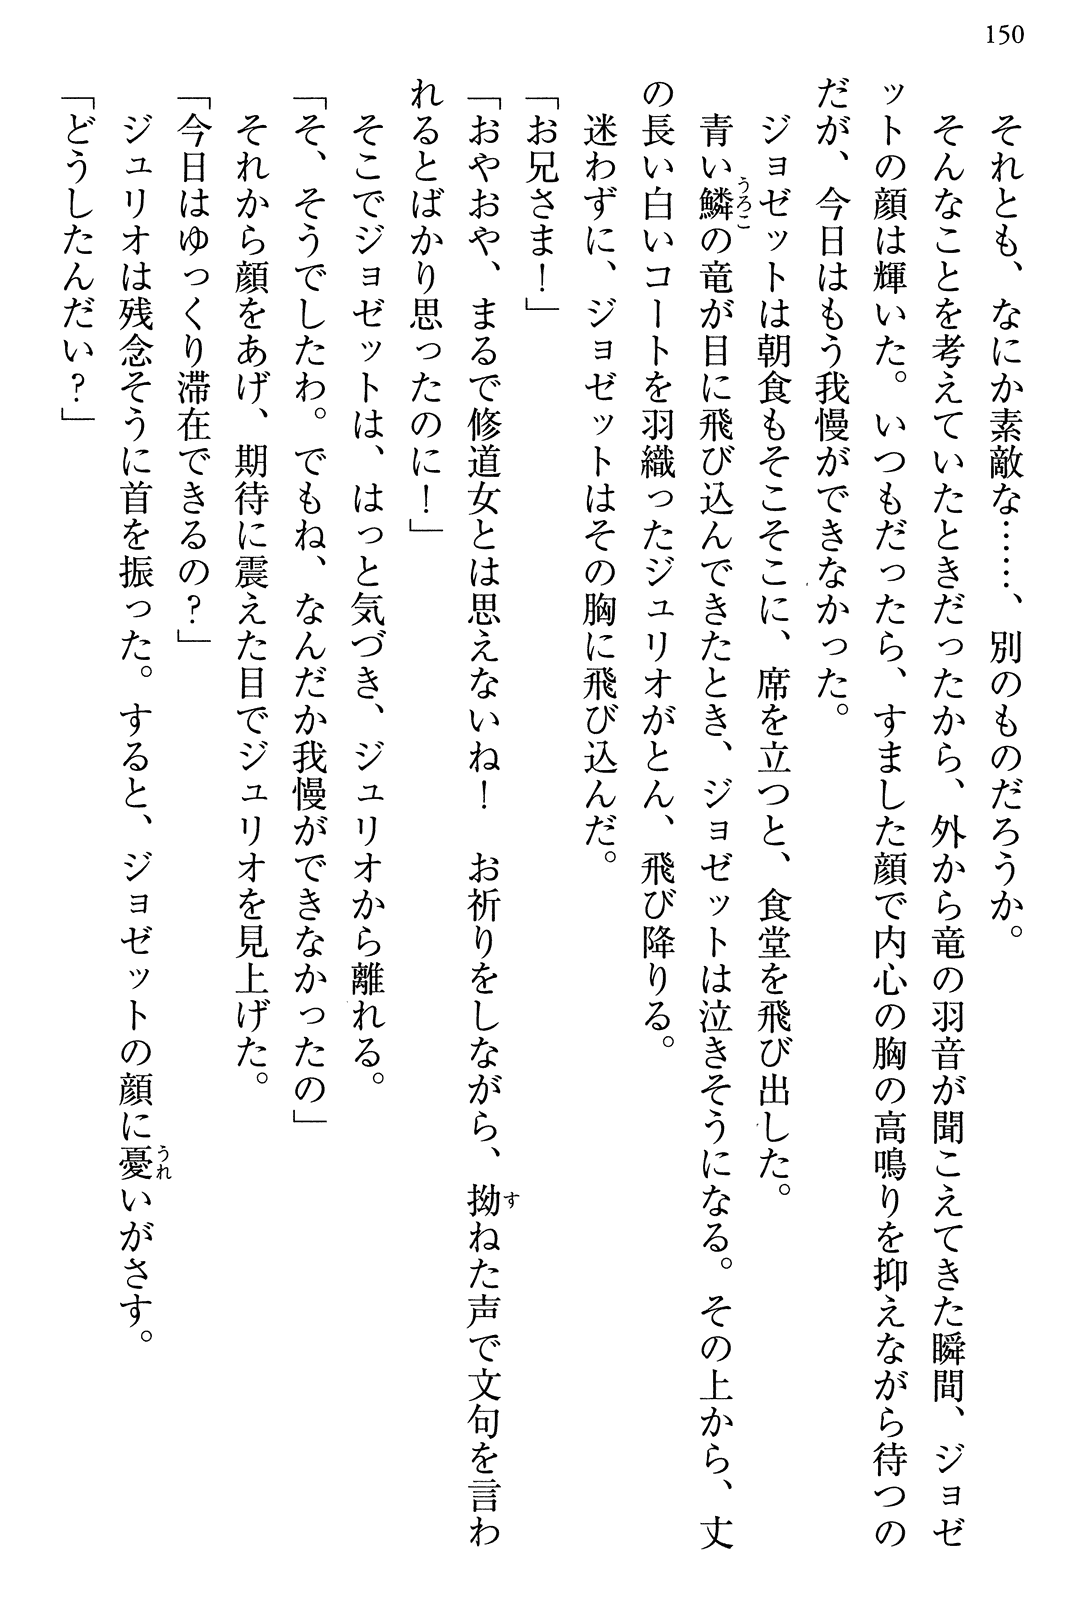 150
それとも、なにか素敵な……、別のものだろうか。
そんなことを考えていたときだったから、外から竜の羽音が聞こえてきた瞬間、ジョゼ
ットの顔は輝いた。いつもだったら、すました顔で内心の胸の高鳴りを抑えながら待つの
だが、今日はもう我慢ができなかった。
ジョゼットは朝食もそこそこに、席を立つと、食堂を飛び出した。
青い鱗の竜が目に飛び込んできたとき、ジョゼットは泣きそうになる。その上から、丈
の長い白いコートを羽織ったジュリオがとん、飛び降りる。
迷わずに、ジョゼットはその胸に飛び込んだ。
「お兄さま！」
「おやおや、まるで修道女とは思えないね！　お祈りをしながら、拗ねた声で文句を言わ
れるとばかり思ったのに！」
そこでジョゼットは、はっと気づき、ジュリオから離れる。
「そ、そうでしたわ。でもね、なんだか我慢ができなかったの」
それから顔をあげ、期待に震えた目でジュリオを見上げた。
「今日はゆっくり滞在できるの？」
ジュリオは残念そうに首を振った。すると、ジョゼットの顔に憂いがさす。
「どうしたんだい？」